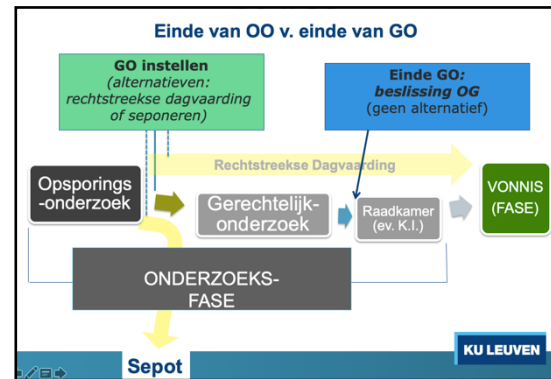 Einde van OO v. einde van GO
GO instellen
(alternatieven:
rechtstreekse dagvaarding
of seponeren)
Einde GO:
beslissing OG
(geen alternatief)
Rechtstreekse Dagvaarding
Opsporings
-onderzoek
Gerechtelijk-
onderzoek
Raadkamer
(ev. K.I.)
VONNIS
(FASE)
ONDERZOEKS-
FASE
Sepot
KU LEUVEN